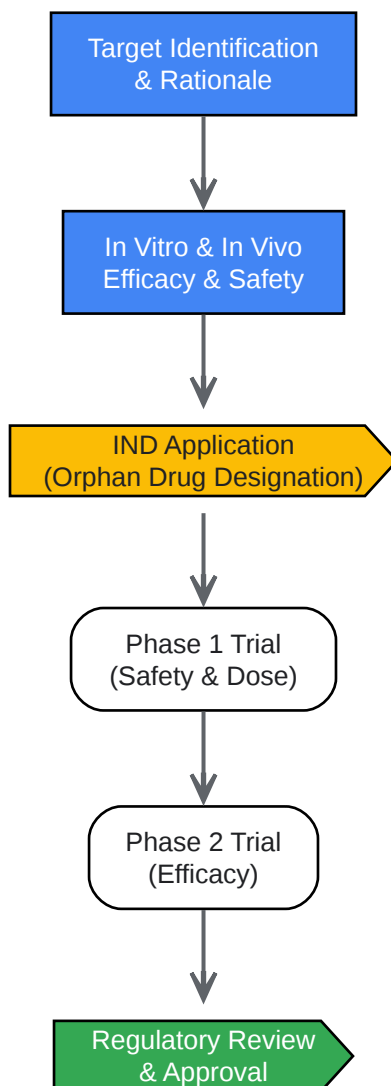 Target Identification
& Rationale
In Vitro & In Vivo
Efficacy & Safety
IND Application
(Orphan Drug Designation)
Phase 1 Trial
(Safety & Dose)
Phase 2 Trial
(Efficacy)
Regulatory Review
& Approval